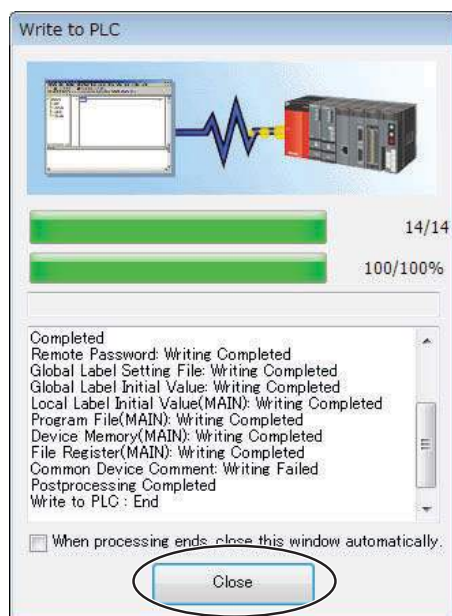 Write to PLC
14/14
100/100%
Completed
Remote Password: Writing Completed
Global Label Setting File: Writing Completed
Global Label Initial Value: Writing Completed
Local Label Initial Value(MAIN): Writing Completed
Program File(MAIN): Writing Completed
Device Memory(MAIN): Writing Completed
File Register(MAIN): Writing Completed
Common Device Comment: Writing Failed
Postprocessing Completed
Write to PLC : End
When processing ends, close this window automatically.
Close